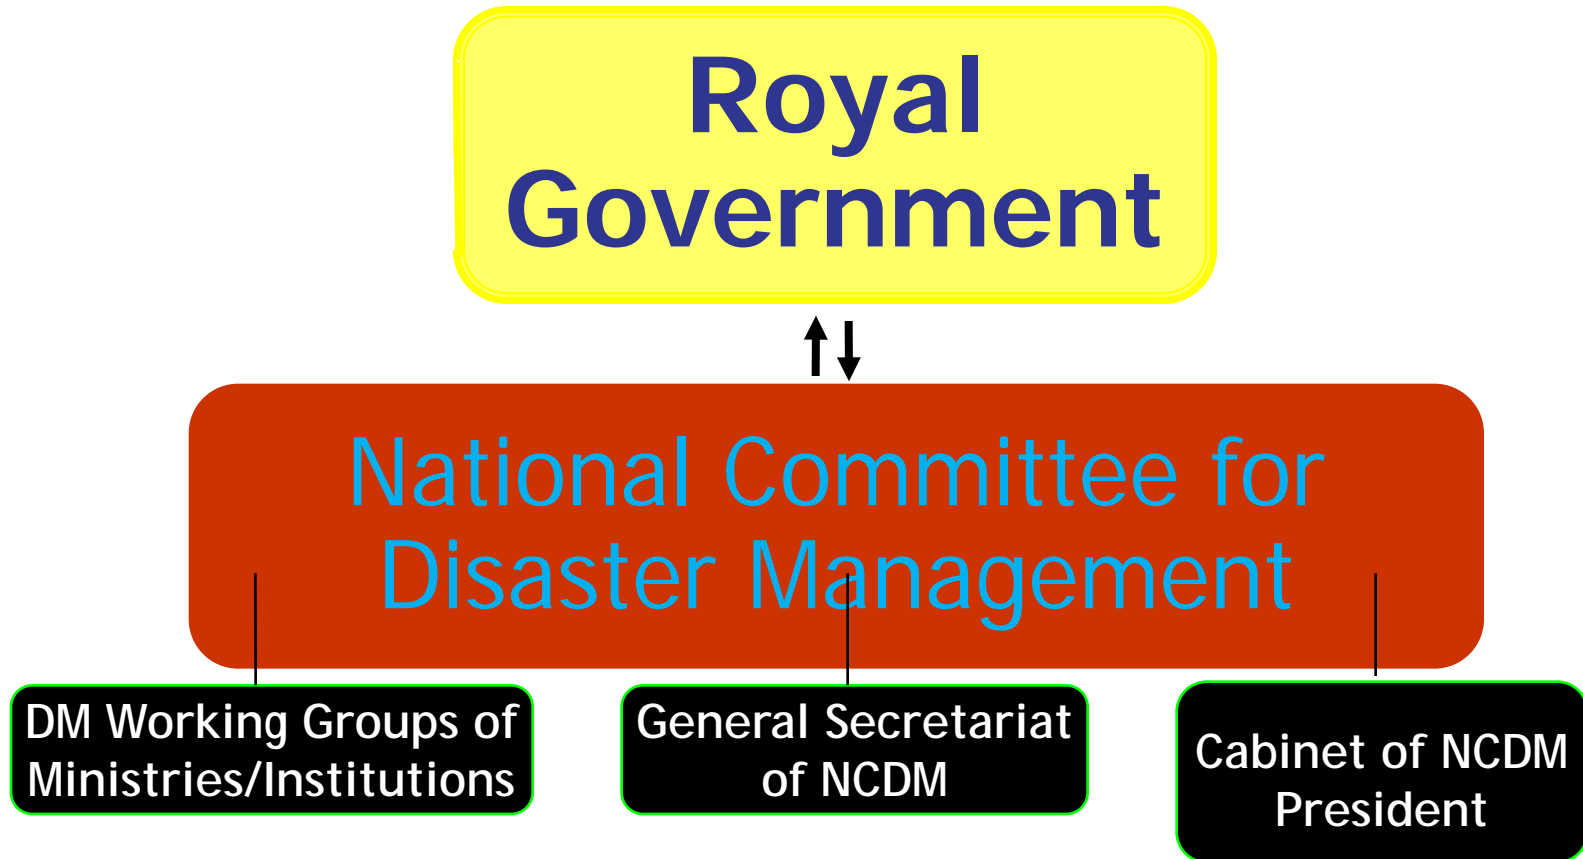 Royal
Government
National Committee for
Disaster Management
DM Working Groups of
Ministries/Institutions
General Secretariat
of NCDM
Cabinet of NCDM
President